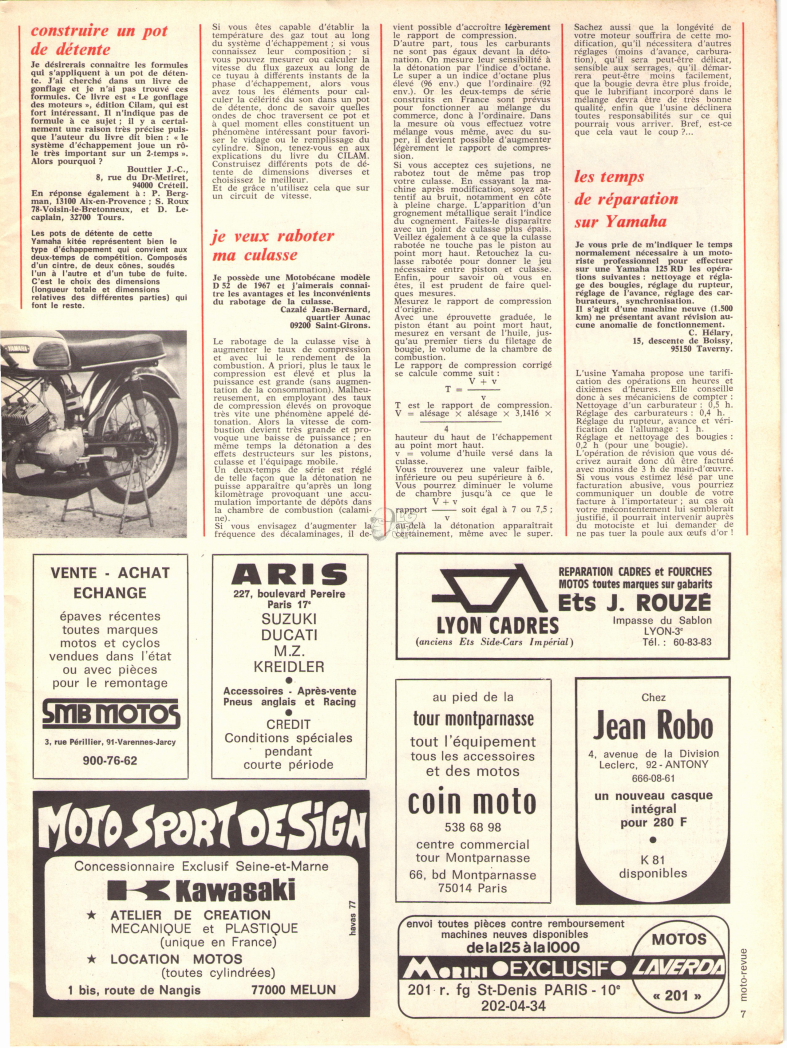 construire un pot
de détente
Je désirerais connaître les formules
qui s'appliquent à un pot de déten-
te. J'ai cherché dans un livre de
gonflage et je n'ai pas trouvé ces
formules. Ce livre est « Le gonflage
des moteurs », édition Cilam, qui est
fort intéressant. Il n'indique pas de
formule à ce sujet ; il y a certai-
nement une raison très précise puis-
que l'auteur du livre dit bien : « le
système d'échappement joue un rô-
le très important sur un 2-temps ».
Alors pourquoi ?
Bouttier J.-C.,
8, rue du Dr-Metiret,
94000 Créteil.
En réponse également à : P. Berg-
man, 13100 Aix-en-Provence ; S. Roux
78-Voisin-le-Bretonneux, et D. Le-
caplain, 32700 Tours.
Les pots de détente de cette
Yamaha kitée représentent bien le
type d'échappement qui convient aux
deux-temps de compétition. Composés
d'un cintre, de deux cônes, soudés
l'un à l'autre et d'un tube de fuite.
C'est le choix des dimensions
(longueur totale et dimensions
relatives des différentes parties) qui
font le reste.
Si vous êtes capable d'établir la
température des gaz tout au long
du système d'échappement ; si vous
connaissez leur composition ; si
vous pouvez mesurer ou calculer la
vitesse du flux gazeux au long de
ce tuyau à différents instants de la
phase d'échappement, alors vous
avez tous les éléments pour cal-
culer la célérité du son dans un pot
de détente, donc de savoir quelles
ondes de choc traversent ce pot et
à quel moment elles constituent un
phénomène intéressant pour favori-
ser le vidage ou le remplissage du
cylindre. Sinon, tenez-vous en aux
explications du livre du CILAM.
Construisez différents pots de dé-
tente de dimensions diverses et
choisissez le meilleur.
Et de grâce n'utilisez cela que sur
un circuit de vitesse.
je veux raboter
ma culasse
Je possède une Motobécane modèle
D 52 de 1967 et j'aimerais connaî-
tre les avantages et les inconvénients
du rabotage de la culasse.
Cazalé Jean-Bernard,
quartier Aunac
09200 Saint-Girons.
Le rabotage de la culasse vise à
augmenter le taux de compression
et avec lui le rendement de la
combustion. A priori, plus le taux le
compression est élevé et plus la
puissance est grande (sans augmen-
tation de la consommation). Malheu-
reusement, en employant des taux
de compression élevés on provoque
très vite une phénomène appelé dé-
tonation. Alors la vitesse de com-
bustion devient très grande et pro-
voque une baisse de puissance ; en
même temps la détonation a des
effets destructeurs sur les pistons,
culasse et l'équipage mobile.
Un deux-temps de série est réglé
de telle façon que la détonation ne
puisse apparaître qu'après un long
kilométrage provoquant une accu-
mulation importante de dépôts dans
la chambre de combustion (calami-
ne).
Si vous envisagez d'augmenter la
fréquence des décalaminages, il de-
vient possible d'accroître légèrement
le rapport de compression.
D'autre part, tous les carburants
ne sont pas égaux devant la déto-
nation. On mesure leur sensibilité à
la détonation par l'indice d'octane.
Le super a un indice d'octane plus
élevé (96 env.) que l'ordinaire (92
env.). Or les deux-temps de série
construits en France sont prévus
pour fonctionner au mélange du
commerce, donc à l'ordinaire. Dans
la mesure où vous effectuez votre
mélange vous même, avec du su-
per, il devient possible d'augmenter
légèrement le rapport de compres-
sion.
Si vous acceptez ces sujetions, ne
rabotez tout de même pas trop
votre culasse. En essayant la ma-
chine après modification, soyez at-
tentif au bruit, notamment en côte
à pleine charge. L'apparition d'un
grognement métallique serait l'indice
du cognement. Faites-le disparaître
avec un joint de culasse plus épais.
Veillez également à ce que la culasse
rabotée ne touche pas le piston au
point mort haut. Retouchez la cu-
lasse rabotée pour donner le jeu
nécessaire entre piston et culasse.
Enfin, pour savoir où vous en
êtes, il est prudent de faire quel-
ques mesures.
Mesurez le rapport de compression
d'origine.
Avec une éprouvette graduée, le
piston étant au point mort haut,
mesurez en versant de l'huile, jus-
qu'au premier tiers du filetage de
bougie, le volume de la chambre de
combustion.
Le rapport de compression corrigé
se calcule comme suit :
V + v
T =
v
T est le rapport de compression.
V = alésage × alésage × 3,1416 ×
4
hauteur du haut de l'échappement
au point mort haut.
v = volume d'huile versé dans la
culasse.
Vous trouverez une valeur faible,
inférieure ou peu supérieure à 6.
Vous pourrez diminuer le volume
de chambre jusqu'à ce que le
V + v
rapport soit égal à 7 ou 7,5 ;
v
au-delà la détonation apparaîtrait
certainement, même avec le super.
Sachez aussi que la longévité de
votre moteur souffrira de cette mo-
dification, qu'il nécessitera d'autres
réglages (moins d'avance, carbura-
tion), qu'il sera peut-être délicat,
sensible aux serrages, qu'il démar-
rera peut-être moins facilement,
que la bougie devra être plus froide,
que le lubrifiant incorporé dans le
mélange devra être de très bonne
qualité, enfin que l'usine déclinera
toutes responsabilités sur ce qui
pourrait vous arriver. Bref, est-ce
que cela vaut le coup ?...
les temps
de réparation
sur Yamaha
Je vous prie de m'indiquer le temps
normalement nécessaire à un moto-
riste professionnel pour effectuer
sur une Yamaha 125 RD les opéra-
tions suivantes : nettoyage et régla-
ge des bougies, réglage du rupteur,
réglage de l'avance, réglage des car-
burateurs, synchronisation.
Il s'agit d'une machine neuve (1.500
km) ne présentant avant révision au-
cune anomalie de fonctionnement.
C. Hélary,
15, descente de Boissy,
95150 Taverny.
L'usine Yamaha propose une tarifi-
cation des opérations en heures et
dixièmes d'heures. Elle conseille
donc à ses mécaniciens de compter :
Nettoyage d'un carburateur : 0,5 h.
Réglage des carburateurs : 0,4 h.
Réglage du rupteur, avance et véri-
fication de l'allumage : 1 h.
Réglage et nettoyage des bougies :
0,2 h (pour une bougie).
L'opération de révision que vous dé-
crivez aurait donc dû être facturé
avec moins de 3 h de main-d'œuvre.
Si vous vous estimez lésé par une
facturation abusive, vous pourriez
communiquer un double de votre
facture à l'importateur ; au cas où
votre mécontentement lui semblerait
justifié, il pourrait intervenir auprès
du motociste et lui demander de
ne pas tuer la poule aux œufs d'or !
VENTE - ACHAT
ECHANGE
épaves récentes
toutes marques
motos et cyclos
vendues dans l'état
ou avec pièces
pour le remontage
SMB MOTOS
3, rue Périllier, 91-Varennes-Jarcy
900-76-62
ARIS
227, boulevard Pereire
Paris 17e
SUZUKI
DUCATI
M.Z.
KREIDLER
●
Accessoires - Après-vente
Pneus anglais et Racing
●
CREDIT
Conditions spéciales
pendant
courte période
REPARATION CADRES et FOURCHES
MOTOS toutes marques sur gabarits
Ets J. ROUZÉ
LYON CADRES
(anciens Ets Side-Cars Impérial)
Impasse du Sablon
LYON-3e
Tél. : 60-83-83
au pied de la
tour montparnasse
tout l'équipement
tous les accessoires
et des motos
coin moto
538 68 98
centre commercial
tour Montparnasse
66, bd Montparnasse
75014 Paris
Chez
Jean Robo
4, avenue de la Division
Leclerc, 92 - ANTONY
666-08-61
un nouveau casque
intégral
pour 280 F
●
K 81
disponibles
MOTO SPORT DESIGN
Concessionnaire Exclusif Seine-et-Marne
Kawasaki
★ ATELIER DE CREATION
MECANIQUE et PLASTIQUE
(unique en France)
★ LOCATION MOTOS
(toutes cylindrées)
1 bis, route de Nangis 77000 MELUN
havas 77
envoi toutes pièces contre remboursement
machines neuves disponibles
de la 125 à la 1000
MORINI ● EXCLUSIF ● LAVERDA
201 r. fg St-Denis PARIS - 10e
202-04-34
MOTOS
« 201 »
moto-revue
7